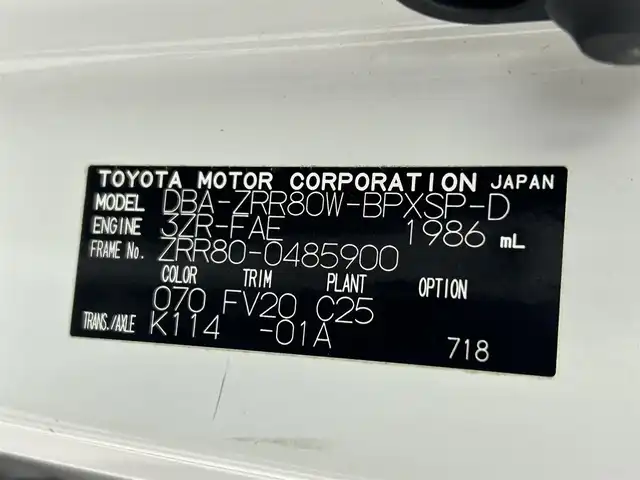 TOYOTA MOTOR CORPORATION JAPAN
MODEL DBA-ZRR80W-BPXSP-D
ENGINE 3ZR-FAE 1986 mL
FRAME No. ZRR80-0485900
COLOR TRIM PLANT OPTION
070 FV20 C25
TRANS./AXLE K114 -01A
718